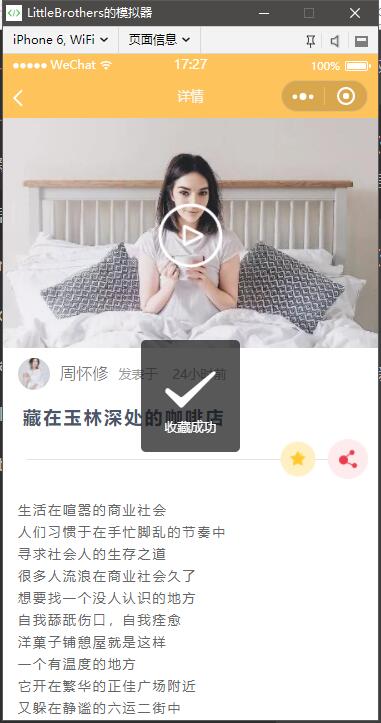 LittleBrothers的模拟器
iPhone 6, WiFi 页面信息
WeChat 17:27 100%
详情
周怀修 发表于 24小时前
藏在玉林深处的咖啡店
收藏成功
生活在喧嚣的商业社会
人们习惯于在手忙脚乱的节奏中
寻求社会人的生存之道
很多人流浪在商业社会久了
想要找一个没人认识的地方
自我舔舐伤口，自我痊愈
洋菓子铺憩屋就是这样
一个有温度的地方
它开在繁华的正佳广场附近
又躲在静谧的六运二街中